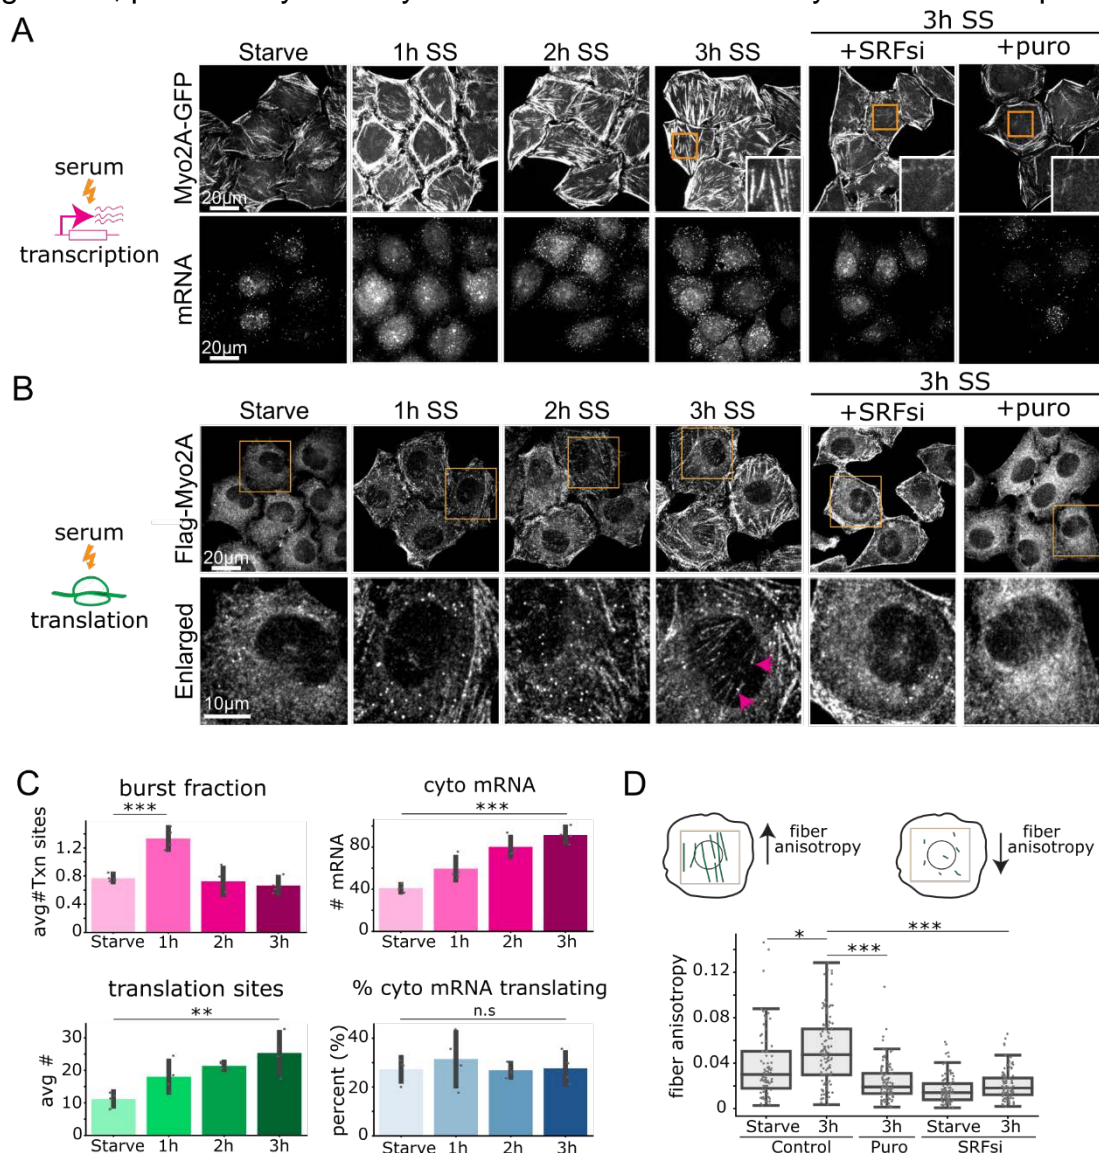 A
3h SS
Starve
1h SS
2h SS
3h SS
+SRFsi
+puro
Myo2A-GFP
20µm
serum
transcription
mRNA
20µm
B
3h SS
Starve
1h SS
2h SS
3h SS
+SRFsi
+puro
Flag-Myo2A
20µm
serum
translation
Enlarged
10µm
C
burst fraction
***
avg#Txn sites
1.2
0.8
0.4
0
Starve 1h 2h 3h
cyto mRNA
***
# mRNA
80
40
0
Starve 1h 2h 3h
translation sites
**
avg #
30
20
10
0
Starve 1h 2h 3h
% cyto mRNA translating
n.s
percent (%)
40
20
0
Starve 1h 2h 3h
D
fiber
anisotropy
fiber
anisotropy
*
***
***
fiber anisotropy
0.12
0.08
0.04
0
Starve 3h 3h Starve 3h
Control Puro SRFsi